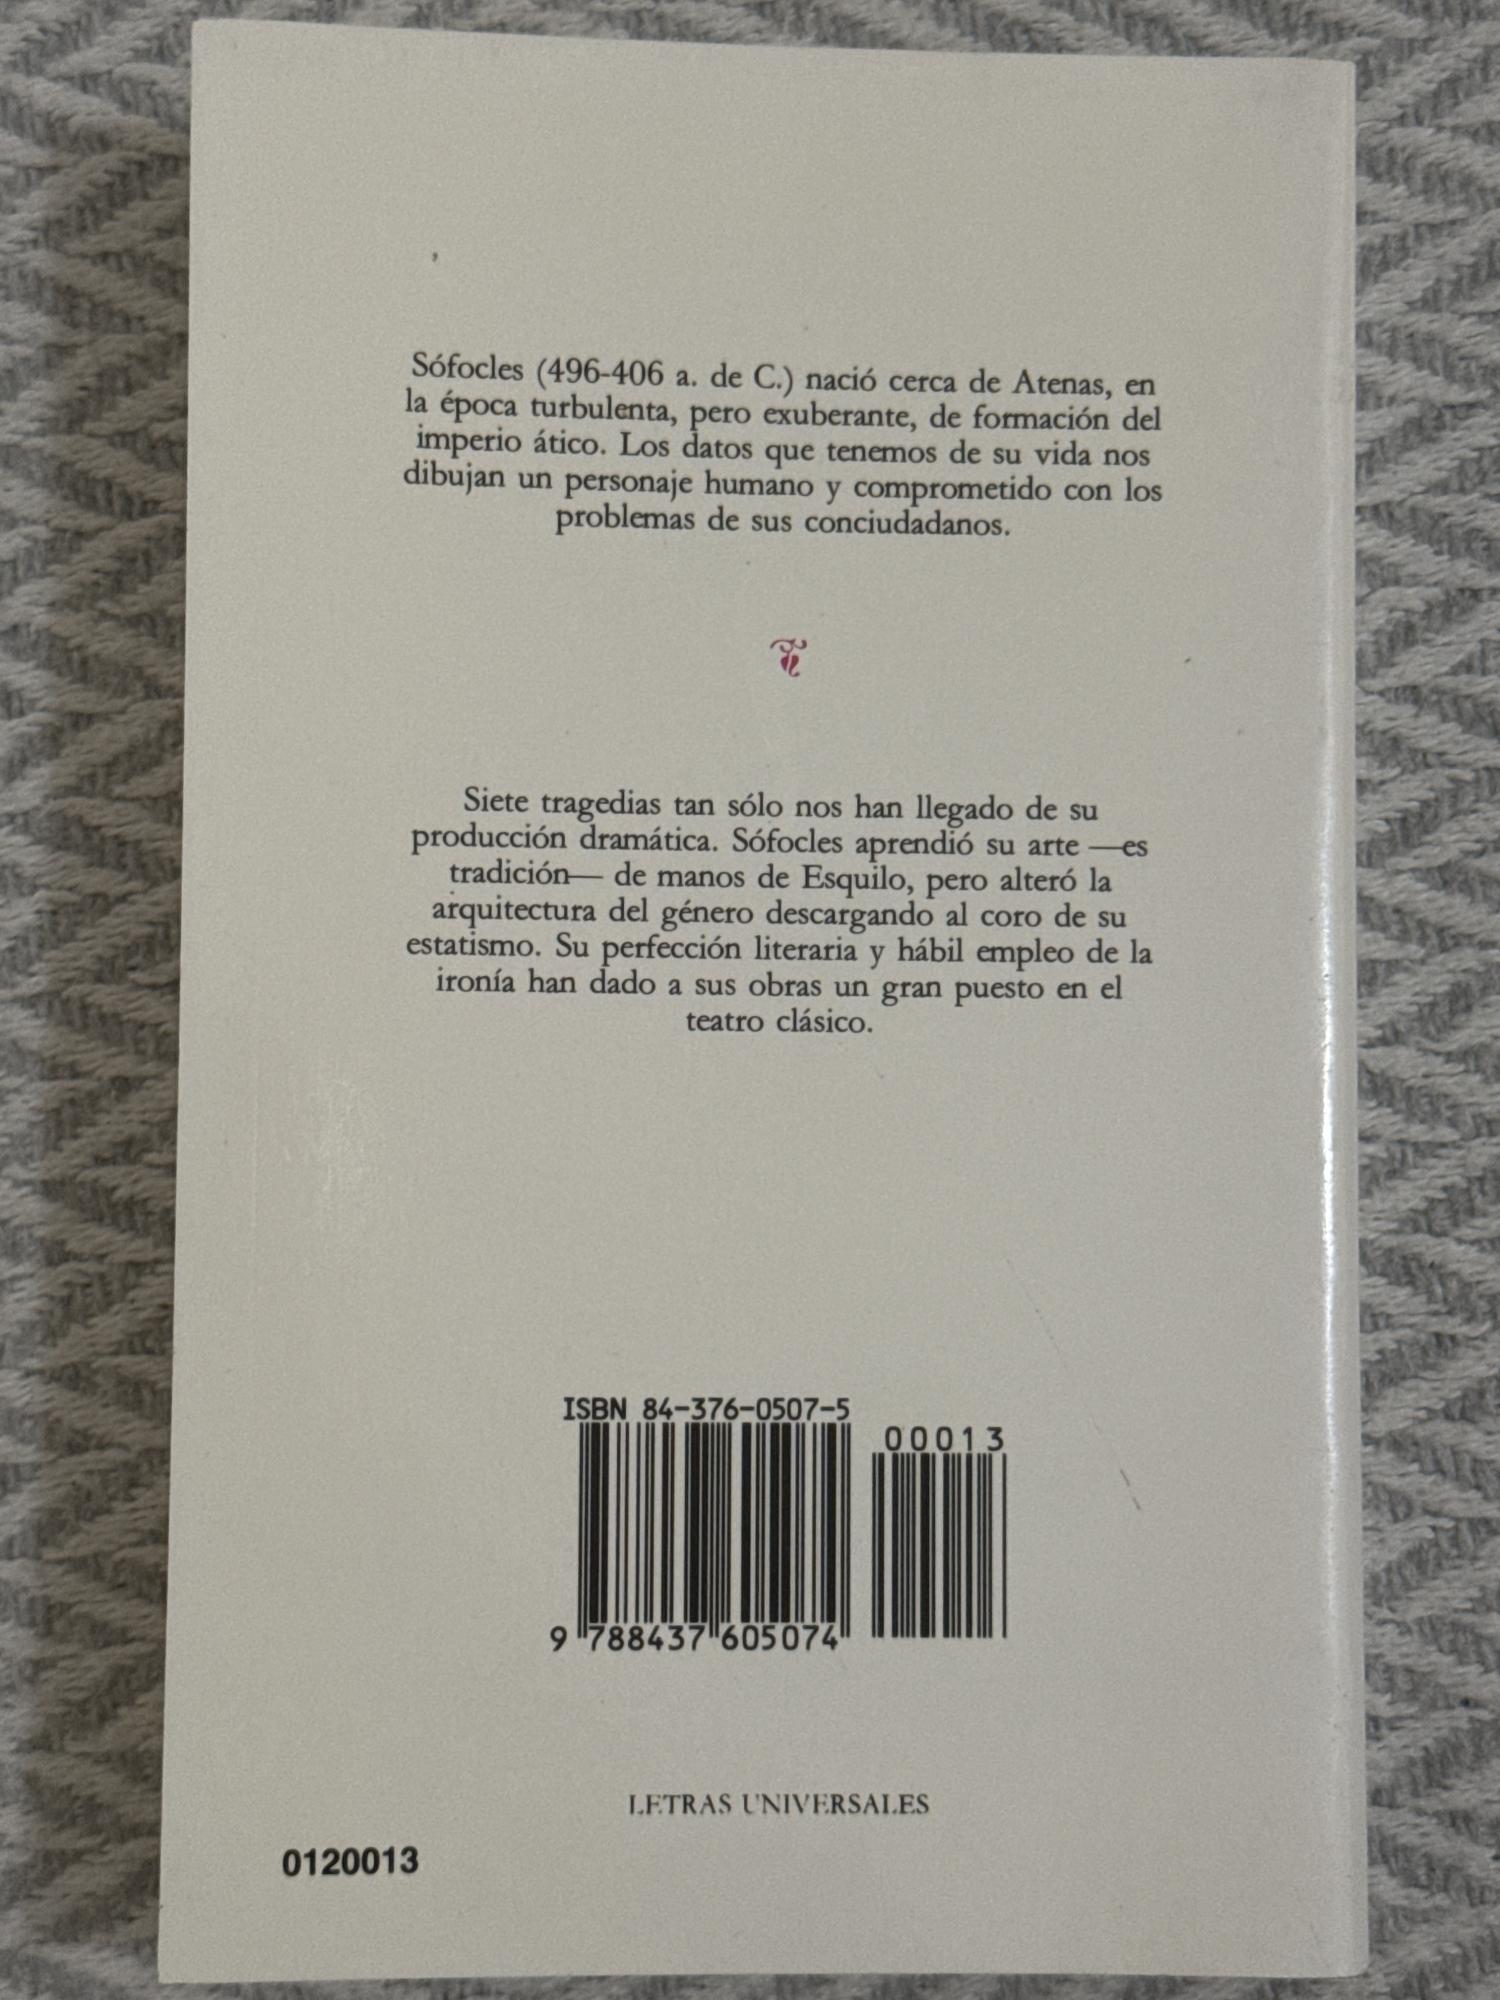 Sófocles (496-406 a. de C.) nació cerca de Atenas, en
la época turbulenta, pero exuberante, de formación del
imperio ático. Los datos que tenemos de su vida nos
dibujan un personaje humano y comprometido con los
problemas de sus conciudadanos.
Siete tragedias tan sólo nos han llegado de su
producción dramática. Sófocles aprendió su arte —es
tradición— de manos de Esquilo, pero alteró la
arquitectura del género descargando al coro de su
estatismo. Su perfección literaria y hábil empleo de la
ironía han dado a sus obras un gran puesto en el
teatro clásico.
ISBN 84-376-0507-5
00013
9 788437 605074
LETRAS UNIVERSALES
0120013